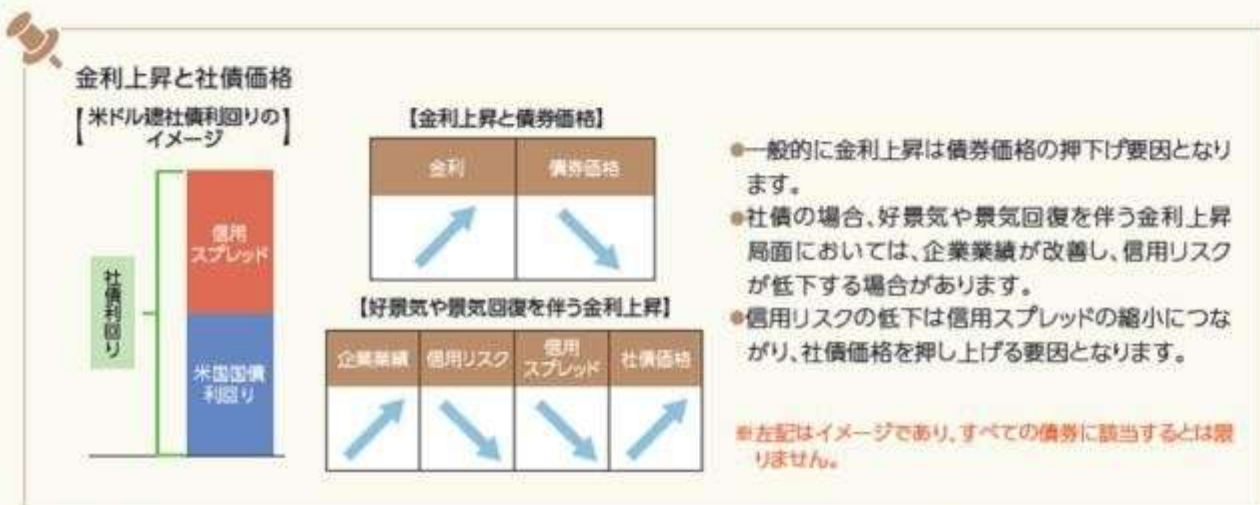 金利上昇と社債価格
【米ドル建社債利回りの
イメージ】
信用
スプレッド
社債利回り
米国国債
利回り
【金利上昇と債券価格】
金利 債券価格
【好景気や景気回復を伴う金利上昇】
企業業績 信用リスク 信用スプレッド 社債価格
●一般的に金利上昇は債券価格の押下げ要因となり
ます。
●社債の場合、好景気や景気回復を伴う金利上昇
局面においては、企業業績が改善し、信用リスク
が低下する場合があります。
●信用リスクの低下は信用スプレッドの縮小につな
がり、社債価格を押し上げる要因となります。
※左記はイメージであり、すべての債券に該当するとは限
りません。